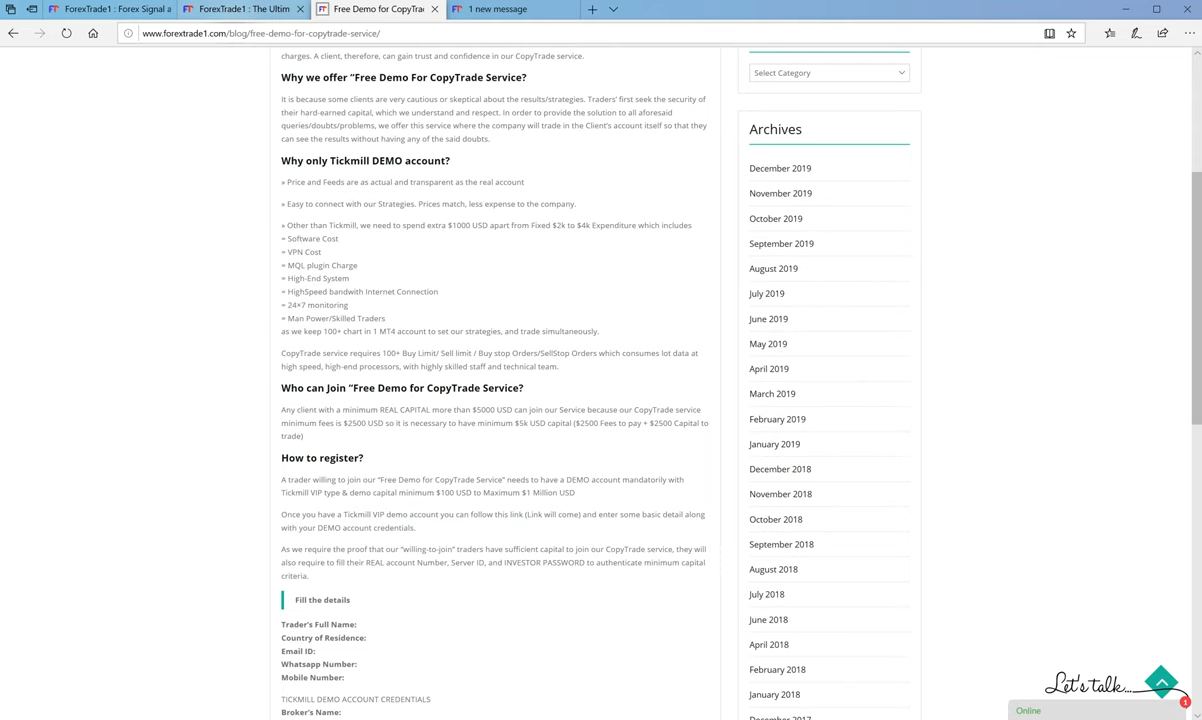 ForexTrade1 : Forex Signal a
ForexTrade1 : The Ultim
Free Demo for CopyTrac
1 new message
www.forextrade1.com/blog/free-demo-for-copytrade-service/
charges. A client, therefore, can gain trust and confidence in our CopyTrade service.
Why we offer “Free Demo For CopyTrade Service?
It is because some clients are very cautious or skeptical about the results/strategies. Traders’ first seek the security of
their hard-earned capital, which we understand and respect. In order to provide the solution to all aforesaid
queries/doubts/problems, we offer this service where the company will trade in the Client’s account itself so that they
can see the results without having any of the said doubts.
Why only Tickmill DEMO account?
» Price and Feeds are as actual and transparent as the real account
» Easy to connect with our Strategies. Prices match, less expense to the company.
» Other than Tickmill, we need to spend extra $1000 USD apart from Fixed $2k to $4k Expenditure which includes
= Software Cost
= VPN Cost
= MQL plugin Charge
= High-End System
= HighSpeed bandwith Internet Connection
= 24×7 monitoring
= Man Power/Skilled Traders
as we keep 100+ chart in 1 MT4 account to set our strategies, and trade simultaneously.
CopyTrade service requires 100+ Buy Limit/ Sell limit / Buy stop Orders/SellStop Orders which consumes lot data at
high speed, high-end processors, with highly skilled staff and technical team.
Who can Join “Free Demo for CopyTrade Service?
Any client with a minimum REAL CAPITAL more than $5000 USD can join our Service because our CopyTrade service
minimum fees is $2500 USD so it is necessary to have minimum $5k USD capital ($2500 Fees to pay + $2500 Capital to
trade)
How to register?
A trader willing to join our “Free Demo for CopyTrade Service” needs to have a DEMO account mandatorily with
Tickmill VIP type & demo capital minimum $100 USD to Maximum $1 Million USD
Once you have a Tickmill VIP demo account you can follow this link (Link will come) and enter some basic detail along
with your DEMO account credentials.
As we require the proof that our “willing-to-join” traders have sufficient capital to join our CopyTrade service, they will
also require to fill their REAL account Number, Server ID, and INVESTOR PASSWORD to authenticate minimum capital
criteria.
Fill the details
Trader’s Full Name:
Country of Residence:
Email ID:
Whatsapp Number:
Mobile Number:
TICKMILL DEMO ACCOUNT CREDENTIALS
Broker’s Name:
Select Category
Archives
December 2019
November 2019
October 2019
September 2019
August 2019
July 2019
June 2019
May 2019
April 2019
March 2019
February 2019
January 2019
December 2018
November 2018
October 2018
September 2018
August 2018
July 2018
June 2018
April 2018
February 2018
January 2018
December 2017
Let's talk...
1
Online